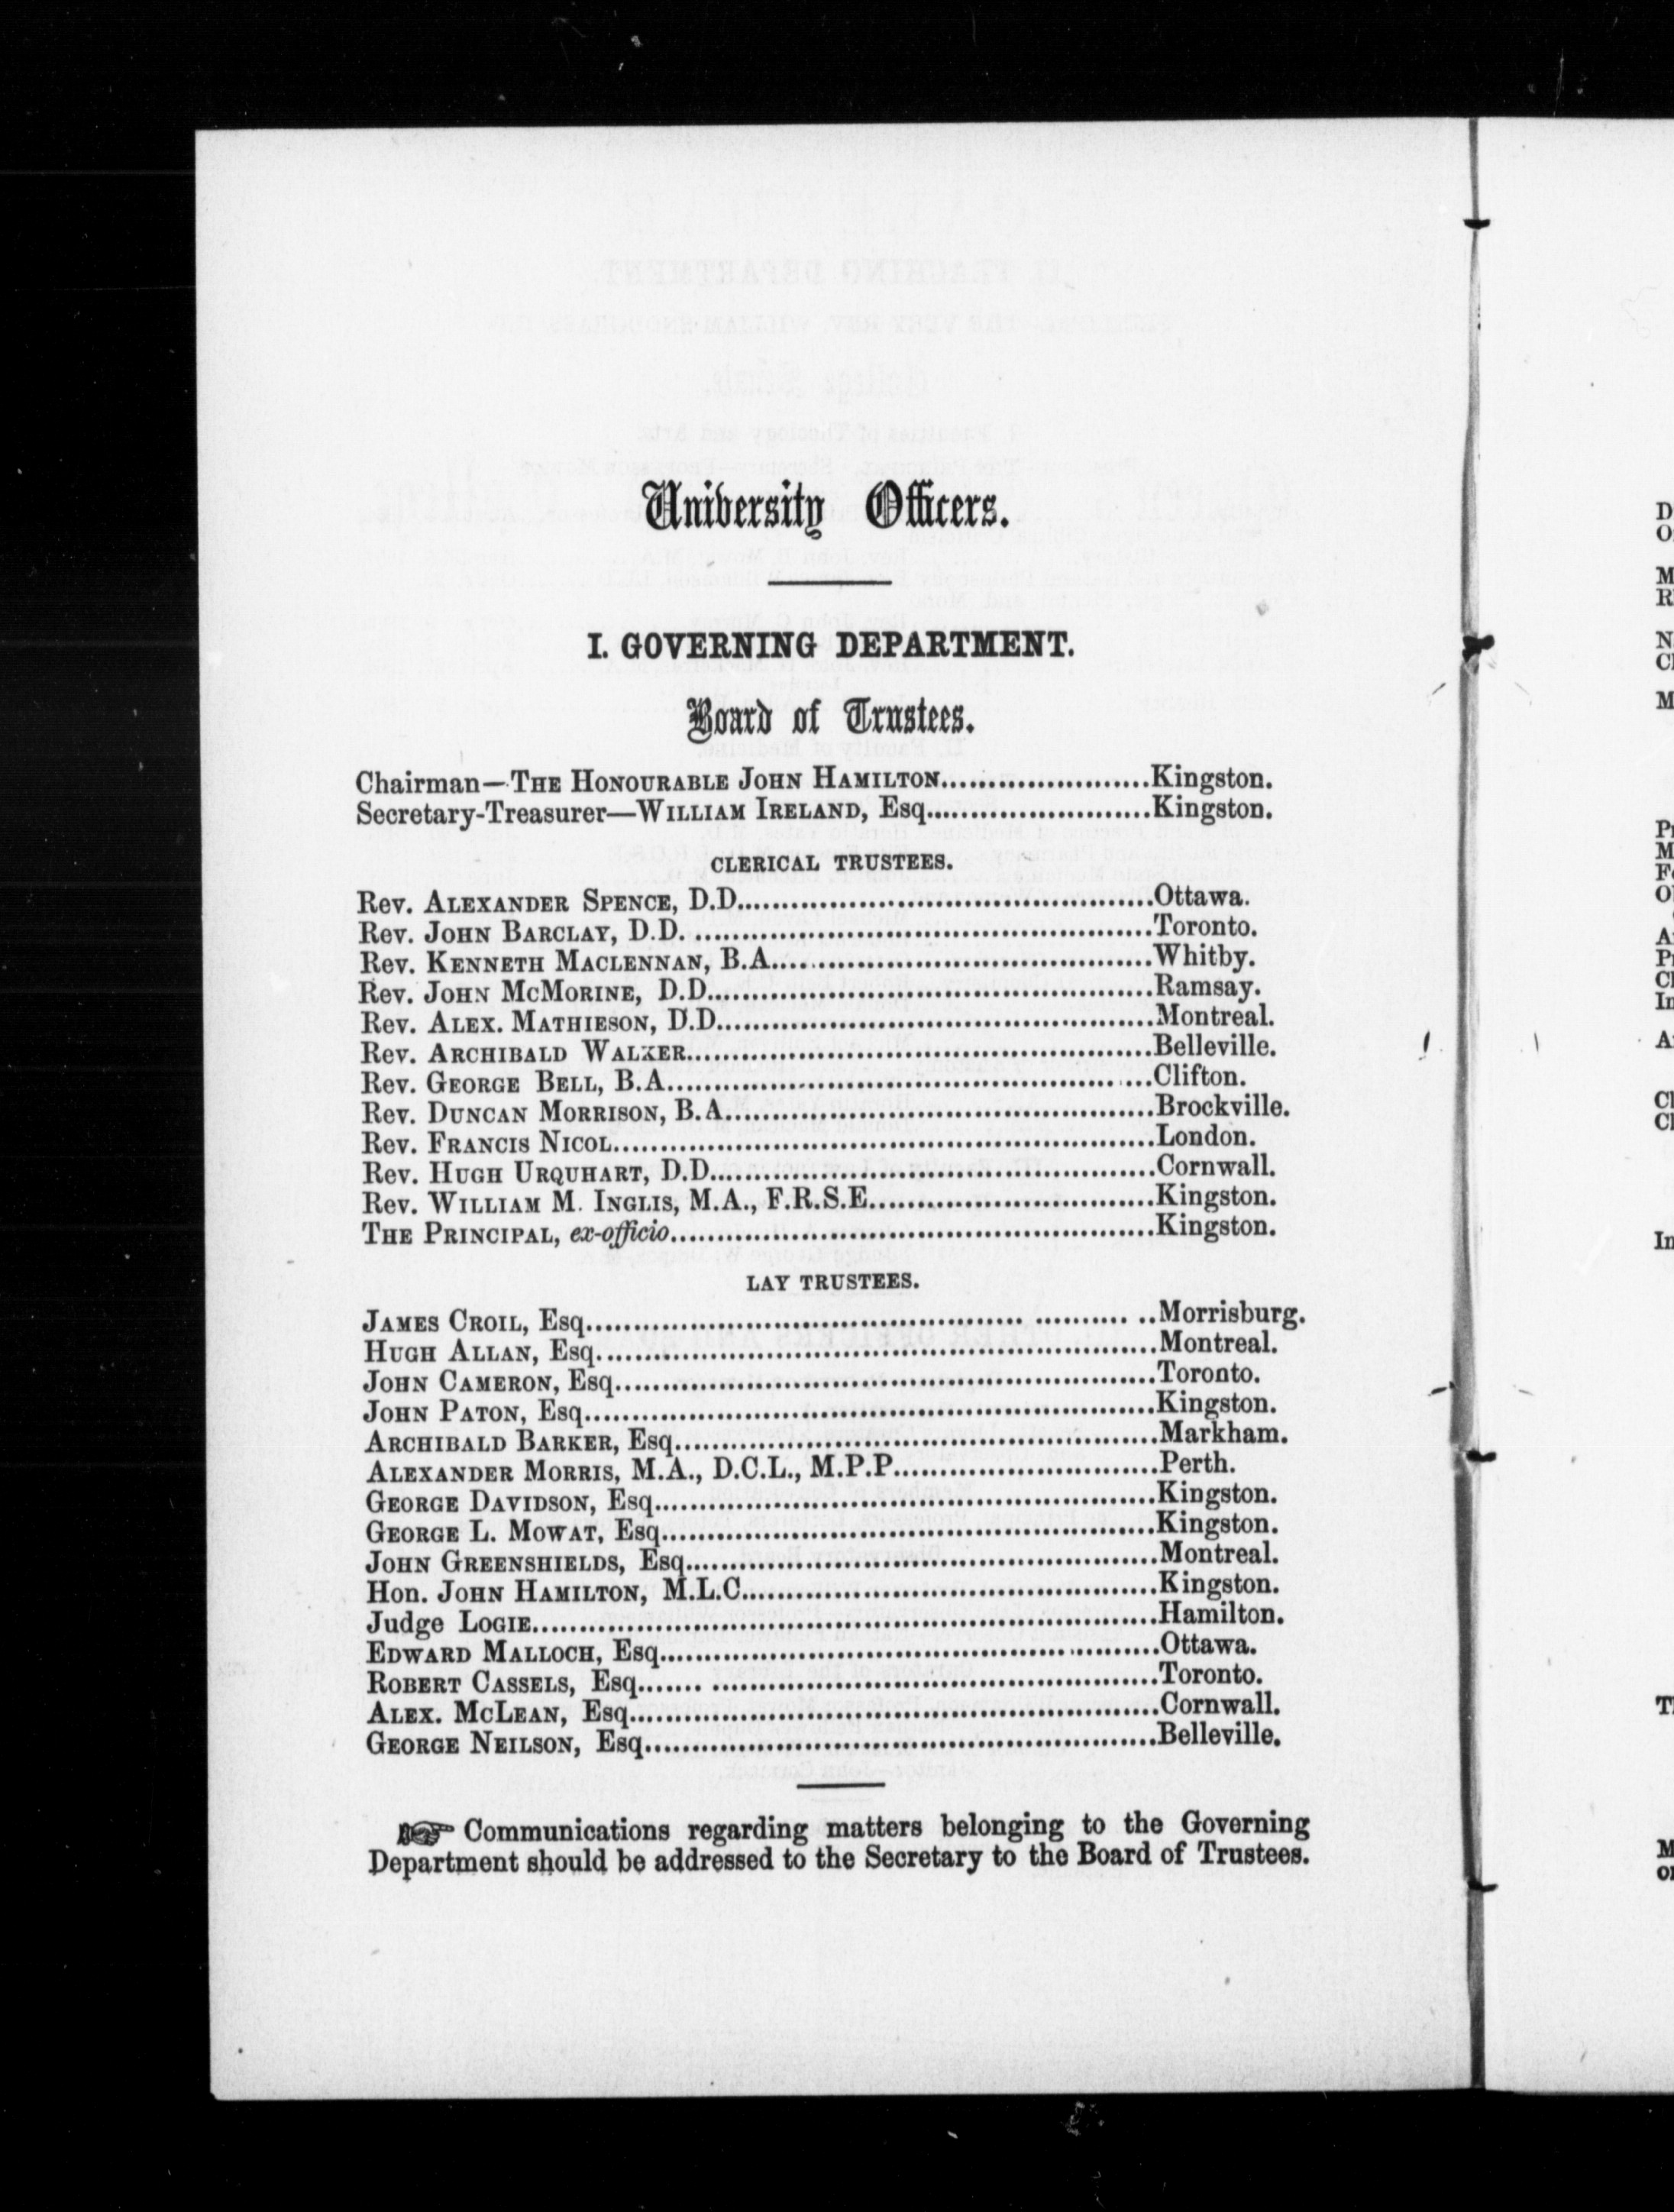 University Officers.
I. GOVERNING DEPARTMENT.
Board of Trustees.
Chairman—THE HONOURABLE JOHN HAMILTON......................Kingston.
Secretary-Treasurer—WILLIAM IRELAND, Esq........................Kingston.
CLERICAL TRUSTEES.
Rev. ALEXANDER SPENCE, D.D............................................Ottawa.
Rev. JOHN BARCLAY, D.D. ................................................Toronto.
Rev. KENNETH MACLENNAN, B.A........................................Whitby.
Rev. JOHN MCMORINE, D.D...............................................Ramsay.
Rev. ALEX. MATHIESON, D.D..............................................Montreal.
Rev. ARCHIBALD WALKER.................................................Belleville.
Rev. GEORGE BELL, B.A...................................................Clifton.
Rev. DUNCAN MORRISON, B.A.............................................Brockville.
Rev. FRANCIS NICOL.........................................................London.
Rev. HUGH URQUHART, D.D...............................................Cornwall.
Rev. WILLIAM M. INGLIS, M.A., F.R.S.E..............................Kingston.
THE PRINCIPAL, ex-officio...................................................Kingston.
LAY TRUSTEES.
JAMES CROIL, Esq.............................................. .......... ..Morrisburg.
HUGH ALLAN, Esq...........................................................Montreal.
JOHN CAMERON, Esq.........................................................Toronto.
JOHN PATON, Esq............................................................Kingston.
ARCHIBALD BARKER, Esq...................................................Markham.
ALEXANDER MORRIS, M.A., D.C.L., M.P.P............................Perth.
GEORGE DAVIDSON, Esq.....................................................Kingston.
GEORGE L. MOWAT, Esq....................................................Kingston.
JOHN GREENSHIELDS, Esq..................................................Montreal.
Hon. JOHN HAMILTON, M.L.C............................................Kingston.
Judge LOGIE..................................................................Hamilton.
EDWARD MALLOCH, Esq.....................................................Ottawa.
ROBERT CASSELS, Esq....... ...............................................Toronto.
ALEX. MCLEAN, Esq........................................................Cornwall.
GEORGE NEILSON, Esq......................................................Belleville.
☞ Communications regarding matters belonging to the Governing
Department should be addressed to the Secretary to the Board of Trustees.